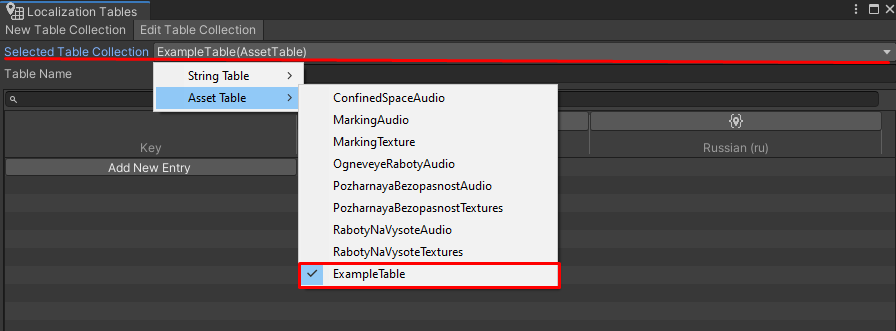 Localization Tables
New Table Collection Edit Table Collection
Selected Table Collection ExampleTable(AssetTable)
Table Name
String Table
Asset Table
ConfinedSpaceAudio
MarkingAudio
MarkingTexture
OgneveyeRabotyAudio
PozharnayaBezopasnostAudio
PozharnayaBezopasnostTextures
RabotyNaVysoteAudio
RabotyNaVysoteTextures
ExampleTable
Key
Russian (ru)
Add New Entry